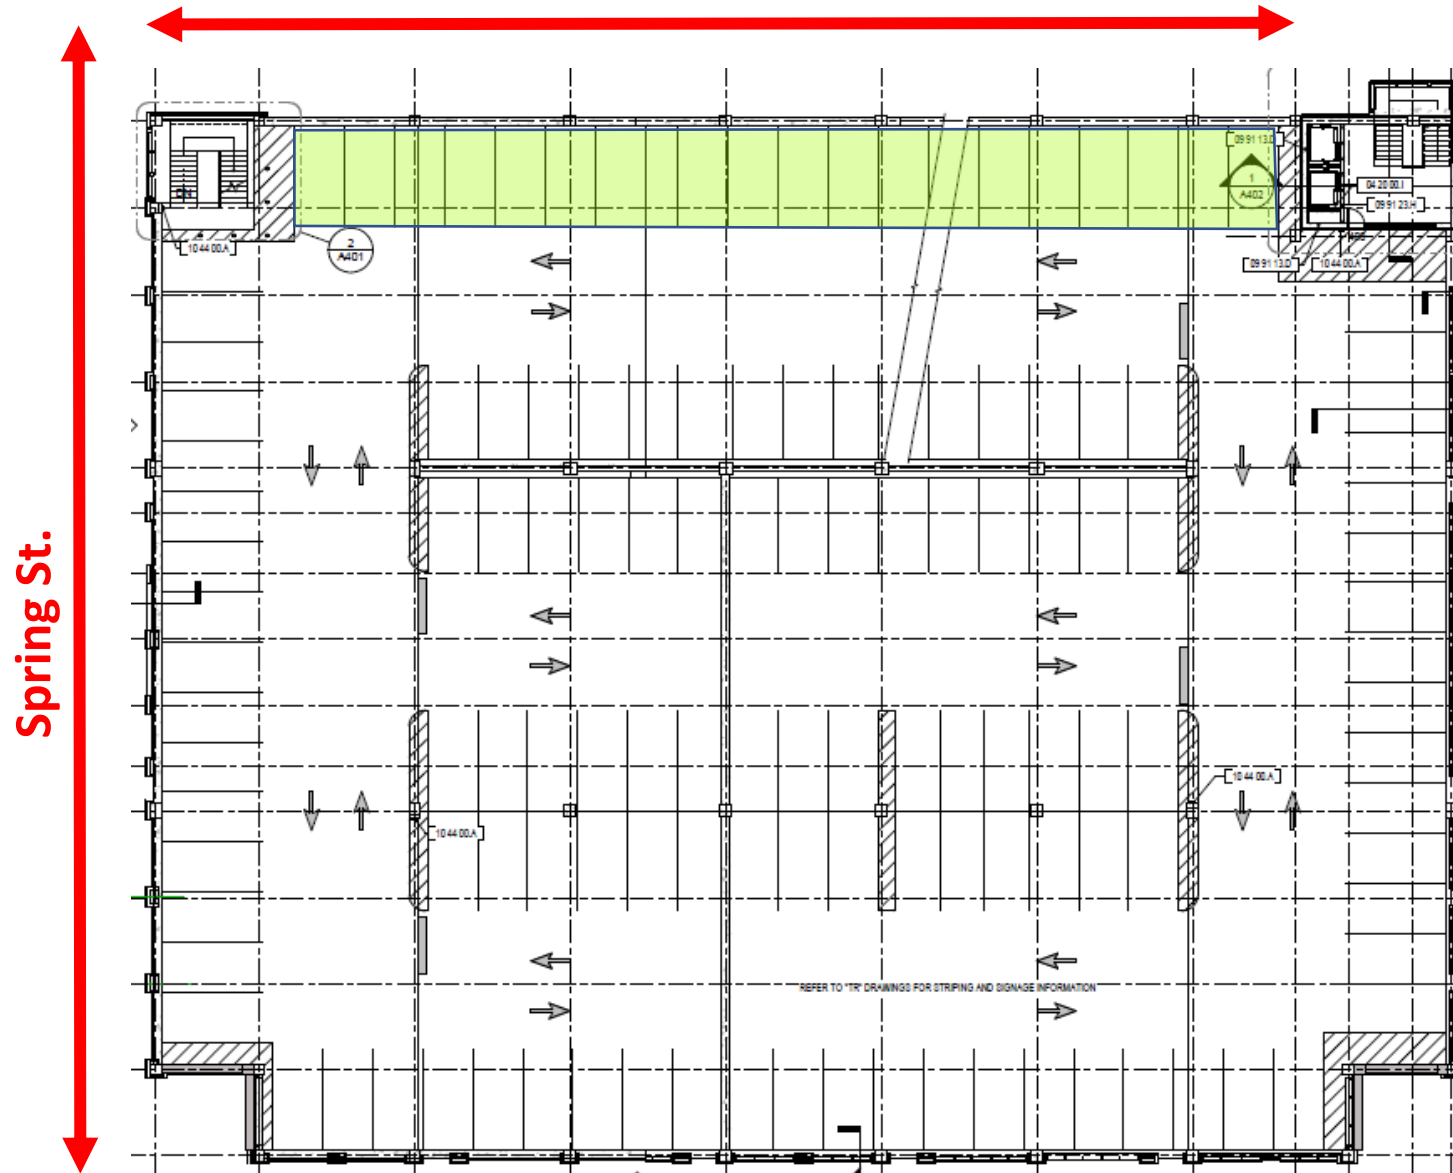 09 91 13.D
1
A402
04 20 00.I
09 91 23.H
DN
10 44 00.A
2
A401
09 91 13.D
10 44 00.A
Spring St.
10 44 00.A
10 44 00.A
REFER TO "TR" DRAWINGS FOR STRIPING AND SIGNAGE INFORMATION